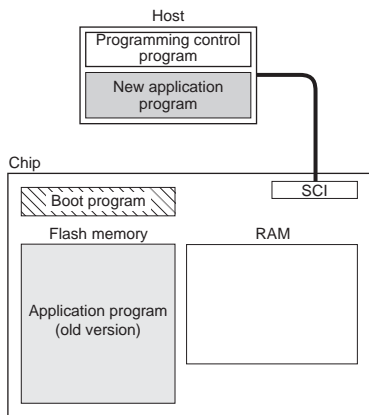 Host
Programming control
program
New application
program
Chip
SCI
Boot program
Flash memory
RAM
Application program
(old version)